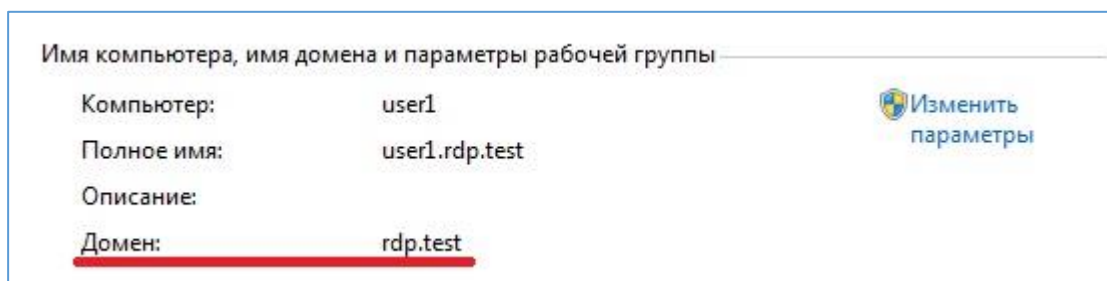 Имя компьютера, имя домена и параметры рабочей группы
Компьютер: user1
Изменить
параметры
Полное имя: user1.rdp.test
Описание:
Домен: rdp.test